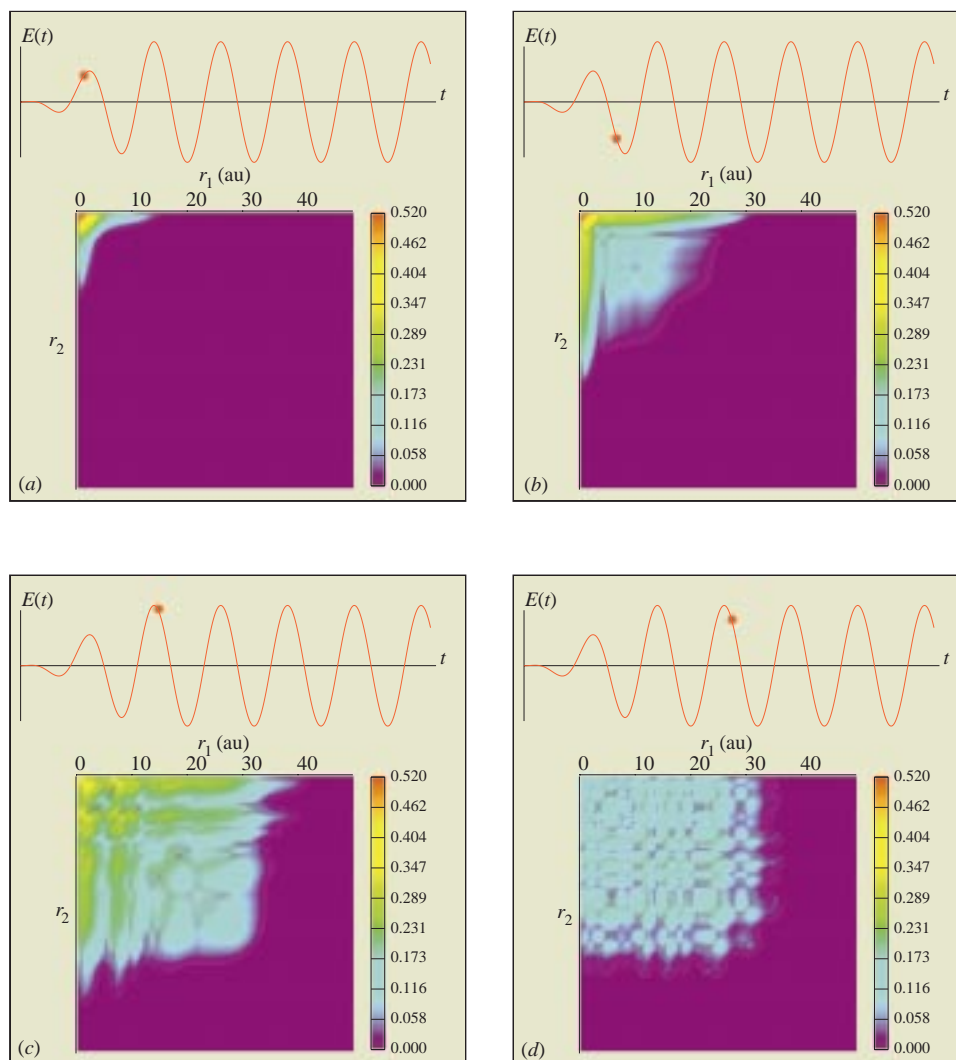 E(t)
t
r1 (au)
0 10 20 30 40
r2
0.520
0.462
0.404
0.347
0.289
0.231
0.173
0.116
0.058
0.000
(a)
E(t)
t
r1 (au)
0 10 20 30 40
r2
0.520
0.462
0.404
0.347
0.289
0.231
0.173
0.116
0.058
0.000
(b)
E(t)
t
r1 (au)
0 10 20 30 40
r2
0.520
0.462
0.404
0.347
0.289
0.231
0.173
0.116
0.058
0.000
(c)
E(t)
t
r1 (au)
0 10 20 30 40
r2
0.520
0.462
0.404
0.347
0.289
0.231
0.173
0.116
0.058
0.000
(d)